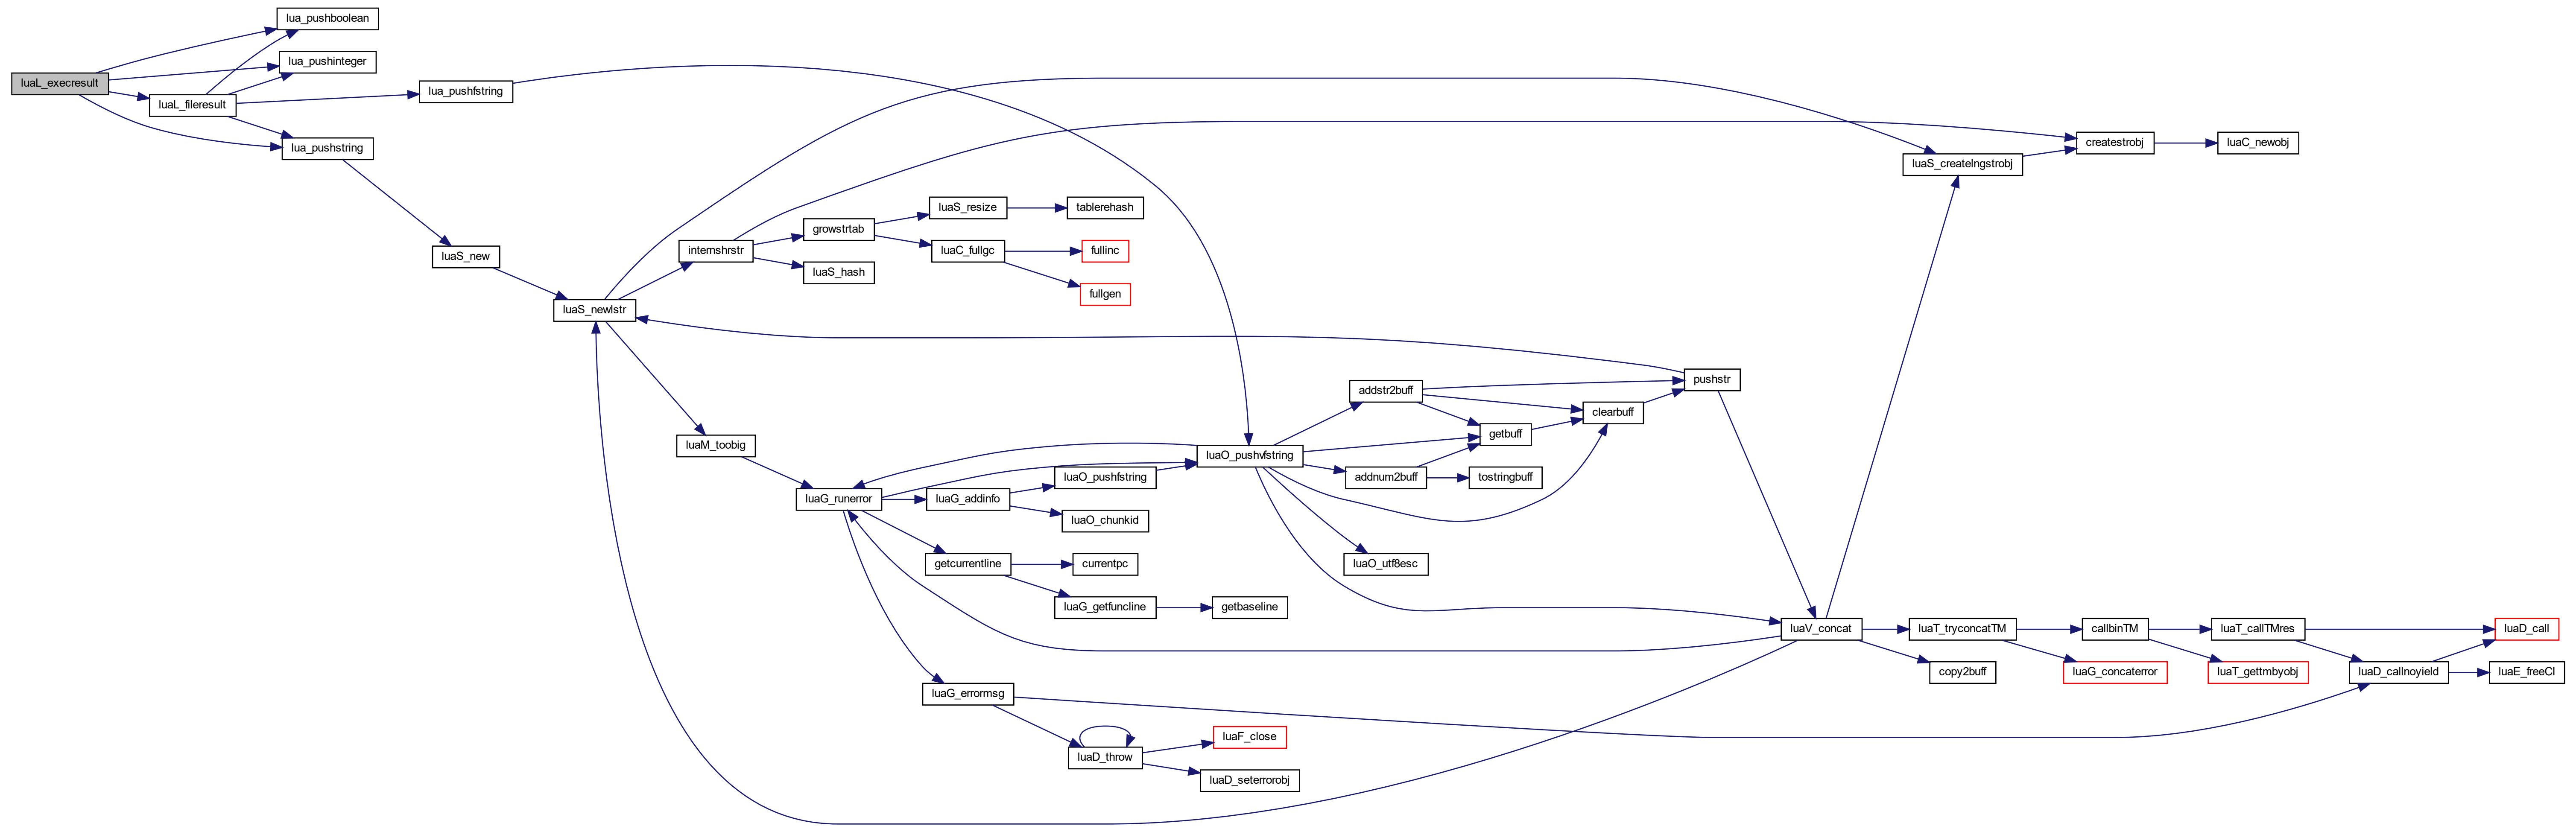 luaL_execresult
lua_pushboolean
lua_pushinteger
luaL_fileresult
lua_pushstring
lua_pushfstring
luaS_new
luaS_newlstr
internshrstr
growstrtab
luaS_hash
luaS_resize
luaC_fullgc
tablerehash
fullinc
fullgen
luaM_toobig
luaG_runerror
luaG_addinfo
luaO_pushfstring
luaO_chunkid
getcurrentline
currentpc
luaG_getfuncline
getbaseline
luaG_errormsg
luaD_throw
luaF_close
luaD_seterrorobj
luaO_pushvfstring
addstr2buff
getbuff
addnum2buff
tostringbuff
luaO_utf8esc
clearbuff
pushstr
luaV_concat
luaS_createlngstrobj
createstrobj
luaC_newobj
luaT_tryconcatTM
copy2buff
callbinTM
luaG_concaterror
luaT_callTMres
luaT_gettmbyobj
luaD_call
luaD_callnoyield
luaE_freeCI